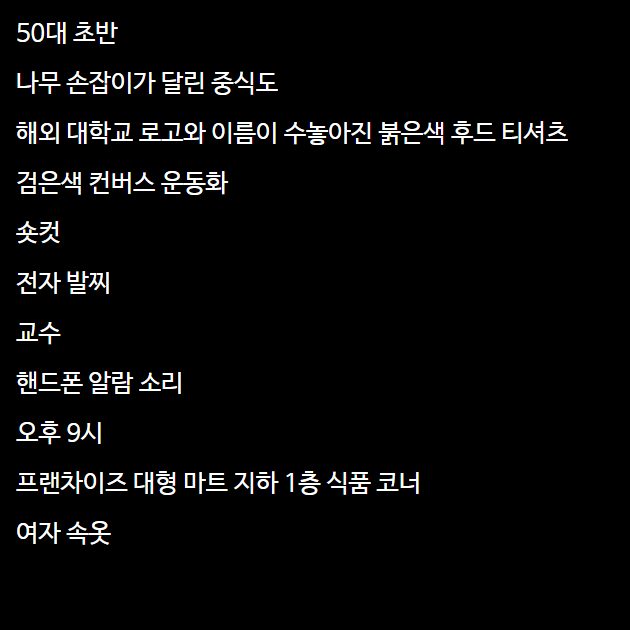 50대 초반
나무 손잡이가 달린 중식도
해외 대학교 로고와 이름이 수놓아진 붉은색 후드 티셔츠
검은색 컨버스 운동화
숏컷
전자 발찌
교수
핸드폰 알람 소리
오후 9시
프랜차이즈 대형 마트 지하 1층 식품 코너
여자 속옷